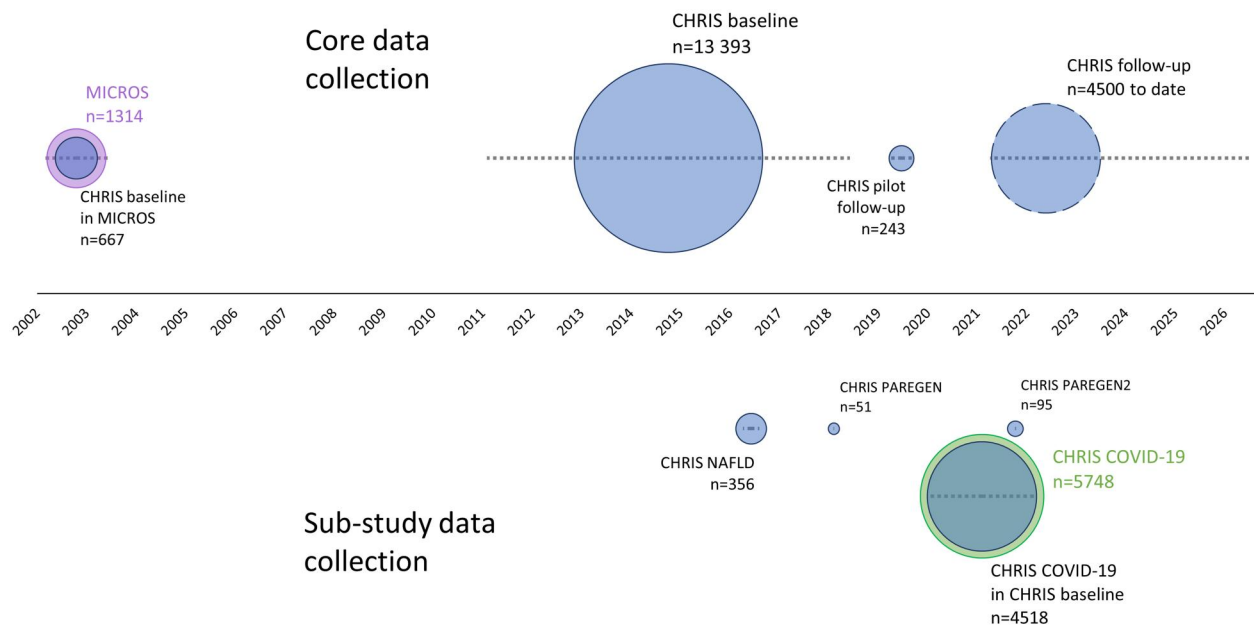 Core data
collection
CHRIS baseline
n=13 393
CHRIS follow-up
n=4500 to date
MICROS
n=1314
CHRIS baseline
in MICROS
n=667
CHRIS pilot
follow-up
n=243
2002
2003
2004
2005
2006
2007
2008
2009
2010
2011
2012
2013
2014
2015
2016
2017
2018
2019
2020
2021
2022
2023
2024
2025
2026
CHRIS PAREGEN
n=51
CHRIS PAREGEN2
n=95
CHRIS NAFLD
n=356
CHRIS COVID-19
n=5748
Sub-study data
collection
CHRIS COVID-19
in CHRIS baseline
n=4518